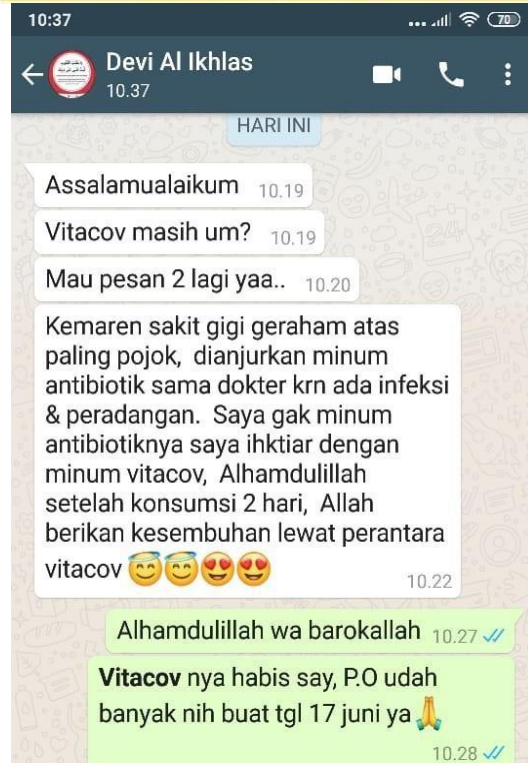 10:37
70
Devi Al Ikhlas
10.37
HARI INI
Assalamualaikum 10.19
Vitacov masih um? 10.19
Mau pesan 2 lagi yaa.. 10.20
Kemaren sakit gigi geraham atas
paling pojok, dianjurkan minum
antibiotik sama dokter krn ada infeksi
& peradangan. Saya gak minum
antibiotiknya saya ihktiar dengan
minum vitacov, Alhamdulillah
setelah konsumsi 2 hari, Allah
berikan kesembuhan lewat perantara
vitacov 😇😇😍😍
10.22
Alhamdulillah wa barokallah 10.27
Vitacov nya habis say, P.O udah
banyak nih buat tgl 17 juni ya🙏
10.28